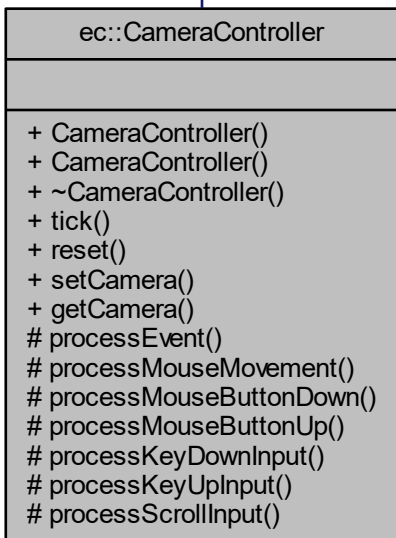 ec::CameraController
+ CameraController()
+ CameraController()
+ ~CameraController()
+ tick()
+ reset()
+ setCamera()
+ getCamera()
# processEvent()
# processMouseMovement()
# processMouseButtonDown()
# processMouseButtonUp()
# processKeyDownInput()
# processKeyUpInput()
# processScrollInput()